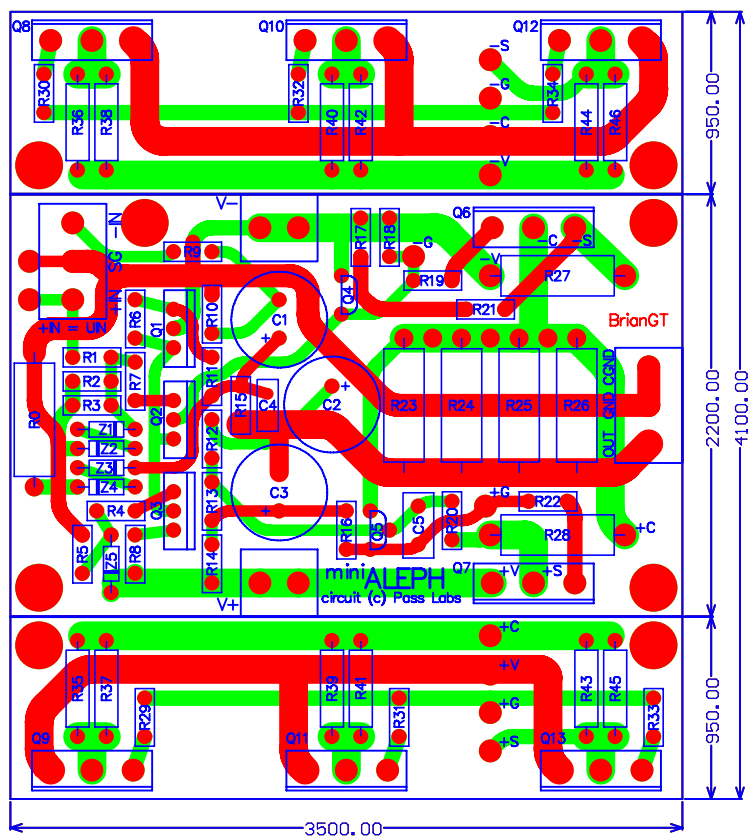 Q8
Q10
Q12
-S
R30
R32
-G
R34
R36
R38
R40
R42
-C
R44
R46
-V
950.00
V-
-IN
SG
+IN
+IN = UIN
R9
R17
R18
-G
Q6
-C
-S
-V
R19
R27
Q4
R21
R6
Q1
R10
C1
+
BrianGT
R1
R2
R3
R7
R11
R15
C4
C2
+
R0
Q2
R12
R23
R24
R25
R26
OUT
GND
CGND
2200.00
4100.00
Z1
Z2
Z3
Z4
R4
Q3
R13
C3
+
R16
Q5
C5
R20
+G
R22
R28
+C
R5
Z5
R8
R14
mini ALEPH
circuit (c) Pass Labs
Q7
+V
+S
V+
+C
+V
R35
R37
R39
R41
R43
R45
R29
R31
+G
R33
+S
Q9
Q11
Q13
950.00
3500.00